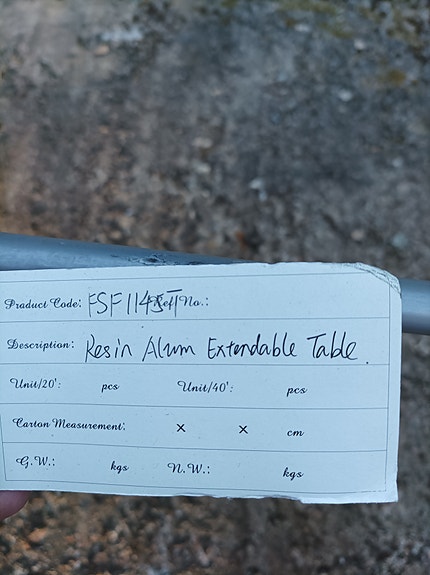 Product Code: FSF1145T Ref No.:
Description: Resin Alum Extendable Table.
Unit/20': pcs Unit/40': pcs
Carton Measurement: × × cm
G.W.: kgs N.W.: kgs